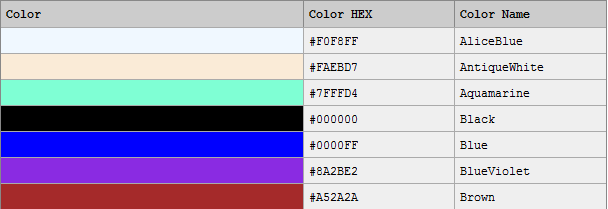 Color Color HEX Color Name
#F0F8FF AliceBlue
#FAEBD7 AntiqueWhite
#7FFFD4 Aquamarine
#000000 Black
#0000FF Blue
#8A2BE2 BlueViolet
#A52A2A Brown